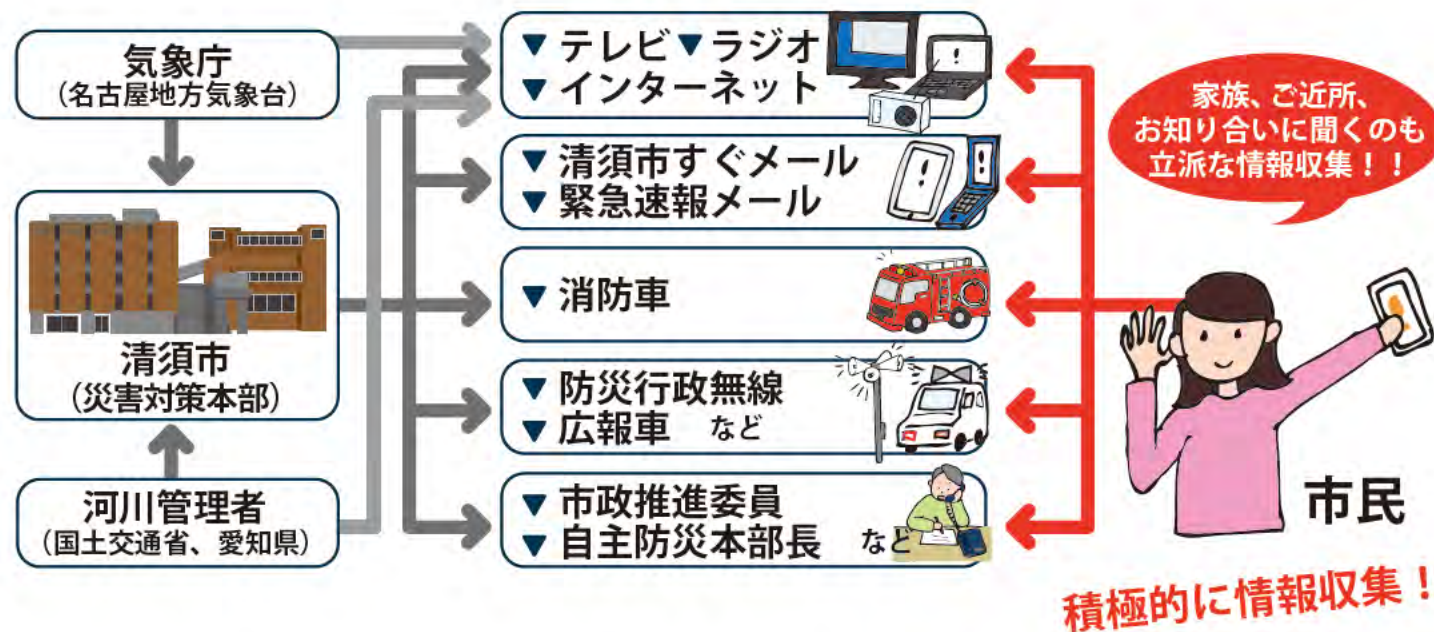 気象庁
(名古屋地方気象台)
清須市
(災害対策本部)
河川管理者
(国土交通省、愛知県)
▼ テレビ▼ラジオ
▼ インターネット
▼ 清須市すぐメール
▼ 緊急速報メール
▼ 消防車
▼ 防災行政無線
▼ 広報車 など
▼ 市政推進委員
▼ 自主防災本部長 など
家族、ご近所、
お知り合いに聞くのも
立派な情報収集！！
市民
積極的に情報収集！